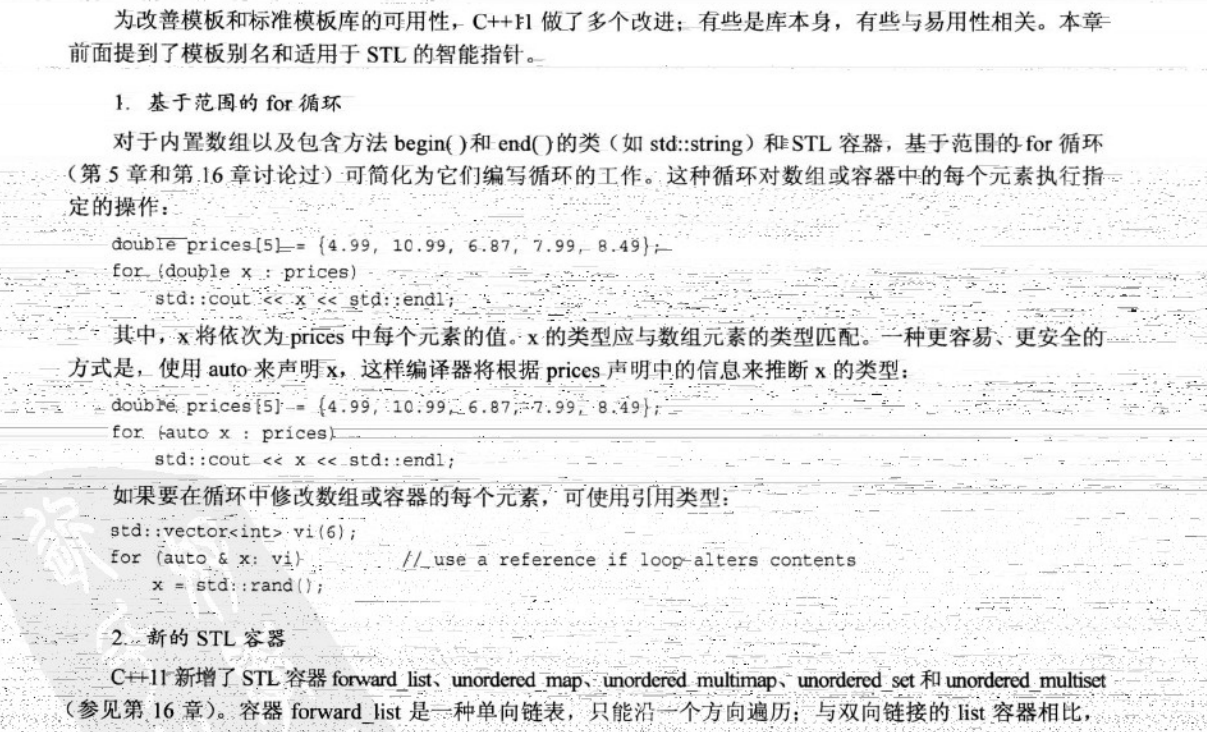 为改善模板和标准模板库的可用性，C++11 做了多个改进；有些是库本身，有些与易用性相关。本章
前面提到了模板别名和适用于 STL 的智能指针。
1. 基于范围的 for 循环
对于内置数组以及包含方法 begin( )和 end()的类（如 std::string）和 STL 容器，基于范围的 for 循环
（第 5 章和第 16 章讨论过）可简化为它们编写循环的工作。这种循环对数组或容器中的每个元素执行指
定的操作：
double prices[5] = {4.99, 10.99, 6.87, 7.99, 8.49};
for (double x : prices)
std::cout << x << std::endl;
其中，x 将依次为 prices 中每个元素的值。x 的类型应与数组元素的类型匹配。一种更容易、更安全的
方式是，使用 auto 来声明 x，这样编译器将根据 prices 声明中的信息来推断 x 的类型：
double prices[5] = {4.99, 10.99, 6.87, 7.99, 8.49};
for (auto x : prices)
std::cout << x << std::endl;
如果要在循环中修改数组或容器的每个元素，可使用引用类型：
std::vector<int> vi(6);
for (auto & x: vi) // use a reference if loop alters contents
x = std::rand();
2. 新的 STL 容器
C++11 新增了 STL 容器 forward_list、unordered_map、unordered_multimap、unordered_set 和 unordered_multiset
（参见第 16 章）。容器 forward_list 是一种单向链表，只能沿一个方向遍历；与双向链接的 list 容器相比，